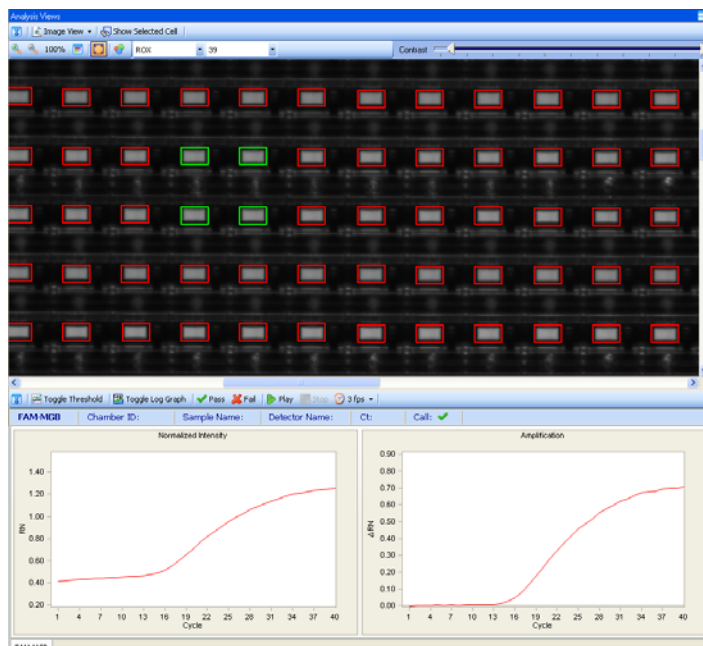 Analysis Views
Image View Show Selected Cell
100% ROX 39 Contrast
Toggle Threshold Toggle Log Graph Pass Fail Play Stop 3 fps
FAM-MGB Chamber ID: Sample Name: Detector Name: Ct: Call:
Normalized Intensity
1.40
1.20
1.00
0.80
0.60
0.40
0.20
RN
1 4 7 10 13 16 19 22 25 28 31 34 37 40
Cycle
Amplification
0.90
0.80
0.70
0.60
0.50
0.40
0.30
0.20
0.10
0.00
ΔRN
1 4 7 10 13 16 19 22 25 28 31 34 37 40
Cycle